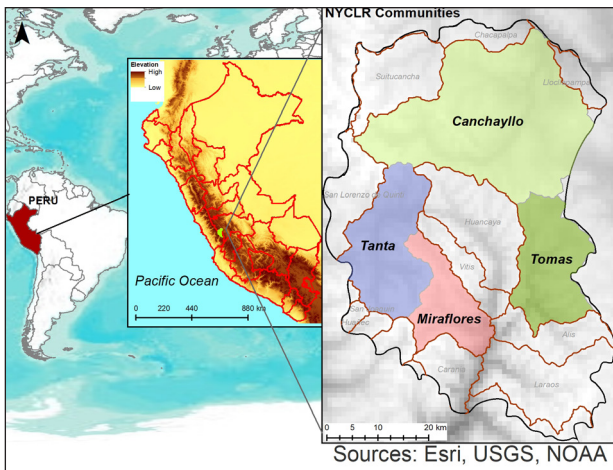 NYCLR Communities
Elevation
High
Low
PERU
Pacific Ocean
0 220 440 880 km
Chacapalpa
Suitucancha
Llocllapampa
Canchayllo
San Lorenzo de Quinti
Huancaya
Tanta
Vitis
Tomas
Miraflores
San
Huañec
Alis
Carania
Laraos
0 5 10 20 km
Sources: Esri, USGS, NOAA